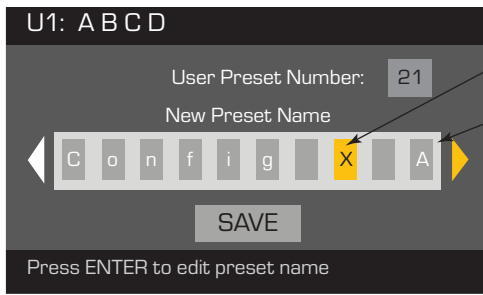 U1: A B C D
User Preset Number: 21
New Preset Name
C o n f i g X A
SAVE
Press ENTER to edit preset name